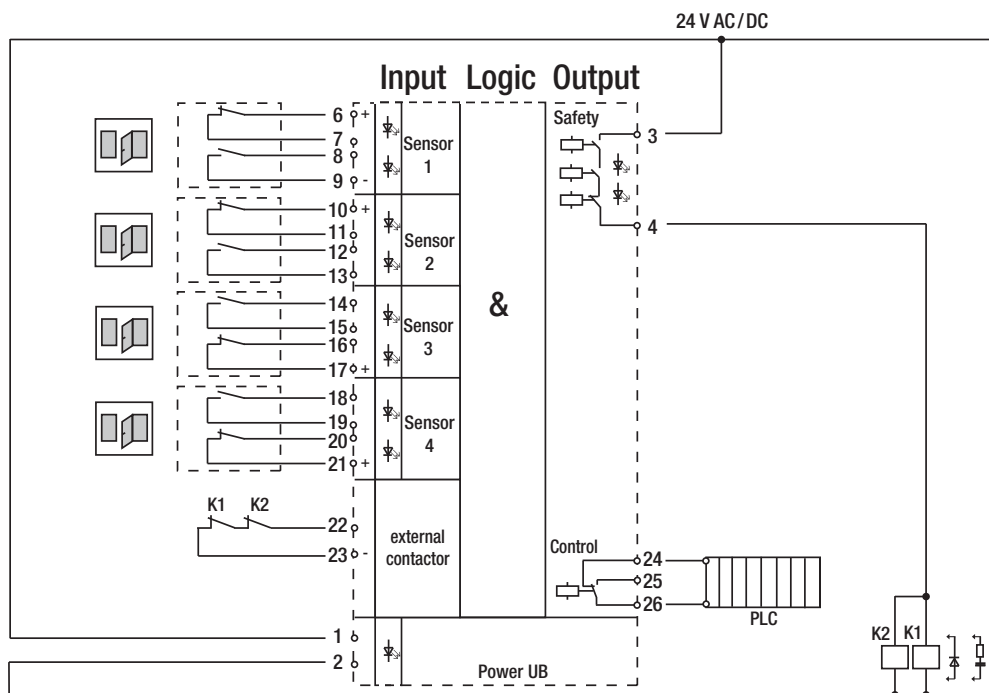 24 V AC/DC
Input Logic Output
6 +
7
8
9 -
Sensor
1
Safety
3
4
10 +
11
12
13
Sensor
2
&
14
15
16
17 +
Sensor
3
18
19
20
21 +
Sensor
4
K1 K2
22
23 -
external
contactor
Control
24
25
26
PLC
1
2
Power UB
K2 K1